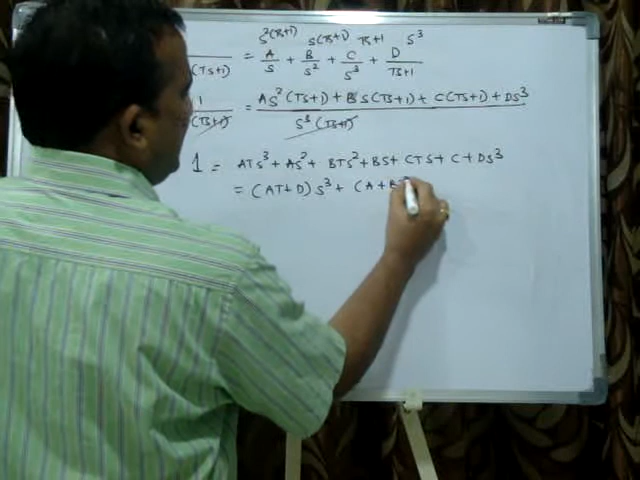 s²(Ts+1) s(Ts+1) Ts+1 s³
(Ts+1) = A/s + B/s² + C/s³ + D/Ts+1
1/(Ts+1) = As²(Ts+1) + Bs(Ts+1) + C(Ts+1) + Ds³/s³(Ts+1)
1 = ATs³ + As² + BTs² + Bs + CTs + C + Ds³
= (AT+D)s³ + (A+B